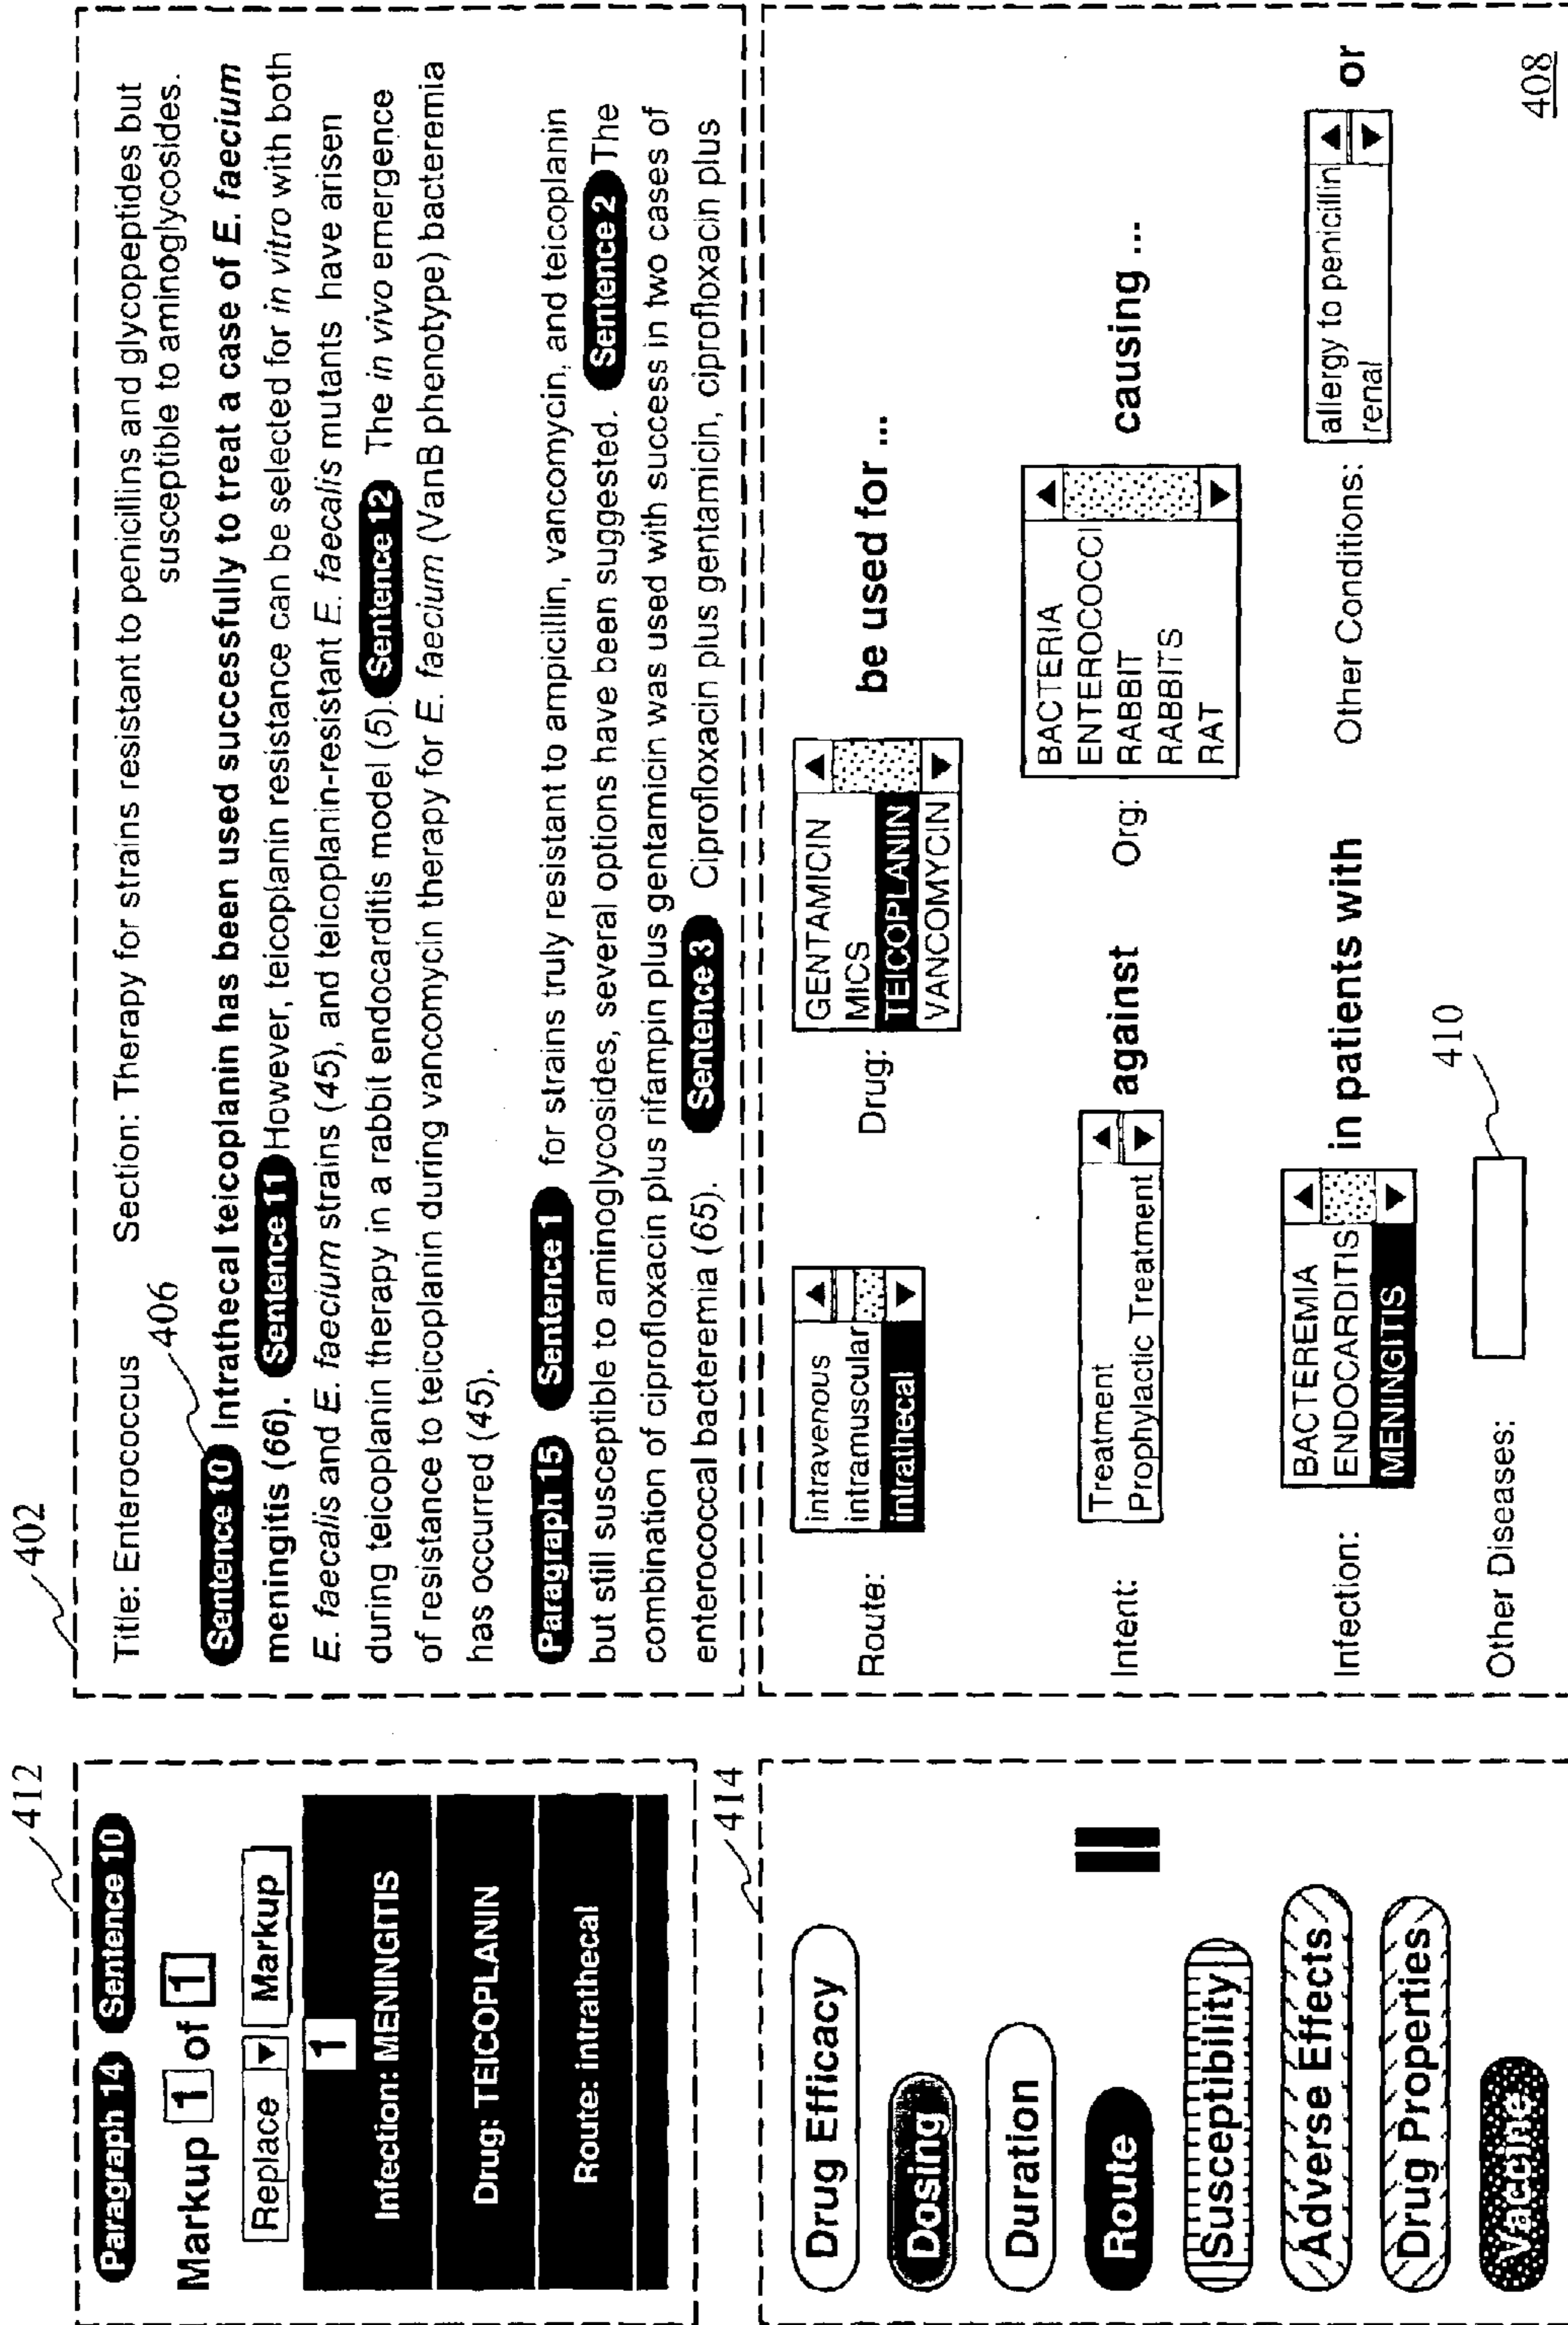 412
Paragraph 14 Sentence 10
Markup 1 of 1
Replace Markup
1
Infection: MENINGITIS
Drug: TEICOPLANIN
Route: intrathecal
414
Drug Efficacy
Dosing
Duration
Route
Susceptibility
Adverse Effects
Drug Properties
Vaccine
402
Title: Enterococcus Section: Therapy for strains resistant to penicillins and glycopeptides but
susceptible to aminoglycosides.
406
Sentence 10 Intrathecal teicoplanin has been used successfully to treat a case of E. faecium
meningitis (66). Sentence 11 However, teicoplanin resistance can be selected for in vitro with both
E. faecalis and E. faecium strains (45), and teicoplanin-resistant E. faecalis mutants have arisen
during teicoplanin therapy in a rabbit endocarditis model (5). Sentence 12 The in vivo emergence
of resistance to teicoplanin during vancomycin therapy for E. faecium (VanB phenotype) bacteremia
has occurred (45).
Paragraph 15 Sentence 1 for strains truly resistant to ampicillin, vancomycin, and teicoplanin
but still susceptible to aminoglycosides, several options have been suggested. Sentence 2 The
combination of ciprofloxacin plus rifampin plus gentamicin was used with success in two cases of
enterococcal bacteremia (65). Sentence 3 Ciprofloxacin plus gentamicin, ciprofloxacin plus
Route:
intravenous
intramuscular
intrathecal
Drug:
GENTAMICIN
MICS
TEICOPLANIN
VANCOMYCIN
be used for ...
Intent:
Treatment
Prophylactic Treatment
against
Org:
BACTERIA
ENTEROCOCCI
RABBIT
RABBITS
RAT
causing ...
Infection:
BACTEREMIA
ENDOCARDITIS
MENINGITIS
in patients with
Other Conditions:
allergy to penicillin
renal
or
Other Diseases:
410
408